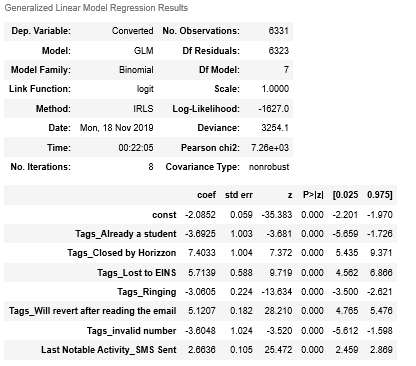 Generalized Linear Model Regression Results
Dep. Variable: Converted No. Observations: 6331
Model: GLM Df Residuals: 6323
Model Family: Binomial Df Model: 7
Link Function: logit Scale: 1.0000
Method: IRLS Log-Likelihood: -1627.0
Date: Mon, 18 Nov 2019 Deviance: 3254.1
Time: 00:22:05 Pearson chi2: 7.26e+03
No. Iterations: 8 Covariance Type: nonrobust
coef std err z P>|z| [0.025 0.975]
const -2.0852 0.059 -35.383 0.000 -2.201 -1.970
Tags_Already a student -3.6925 1.003 -3.681 0.000 -5.659 -1.726
Tags_Closed by Horizzon 7.4033 1.004 7.372 0.000 5.435 9.371
Tags_Lost to EINS 5.7139 0.588 9.719 0.000 4.562 6.866
Tags_Ringing -3.0605 0.224 -13.634 0.000 -3.500 -2.621
Tags_Will revert after reading the email 5.1207 0.182 28.210 0.000 4.765 5.476
Tags_invalid number -3.6048 1.024 -3.520 0.000 -5.612 -1.598
Last Notable Activity_SMS Sent 2.6636 0.105 25.472 0.000 2.459 2.869